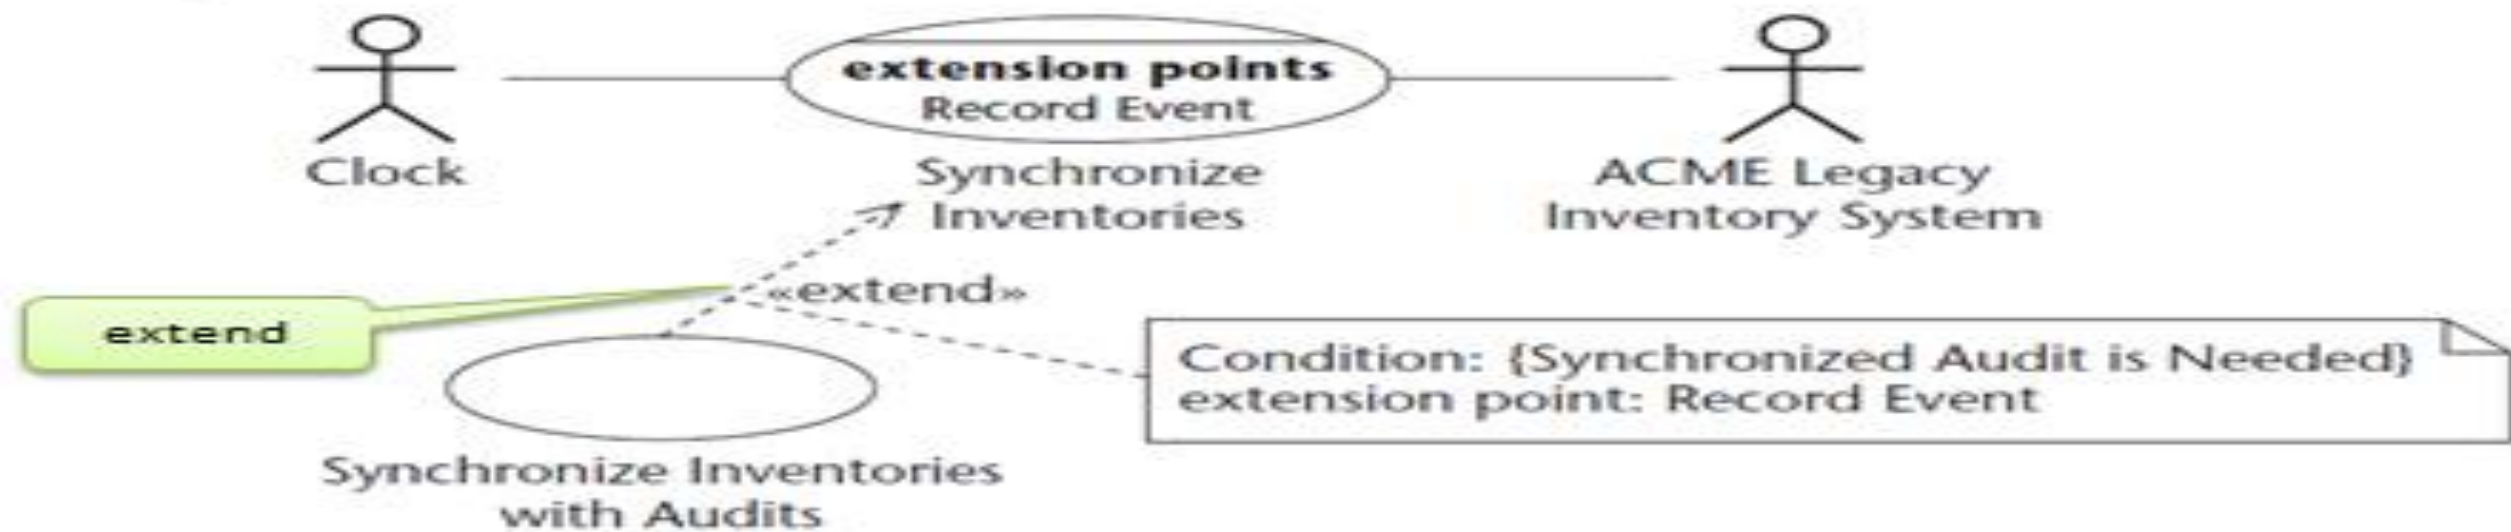 extension points
Record Event
Clock
Synchronize
Inventories
ACME Legacy
Inventory System
«extend»
extend
Condition: {Synchronized Audit is Needed}
extension point: Record Event
Synchronize Inventories
with Audits